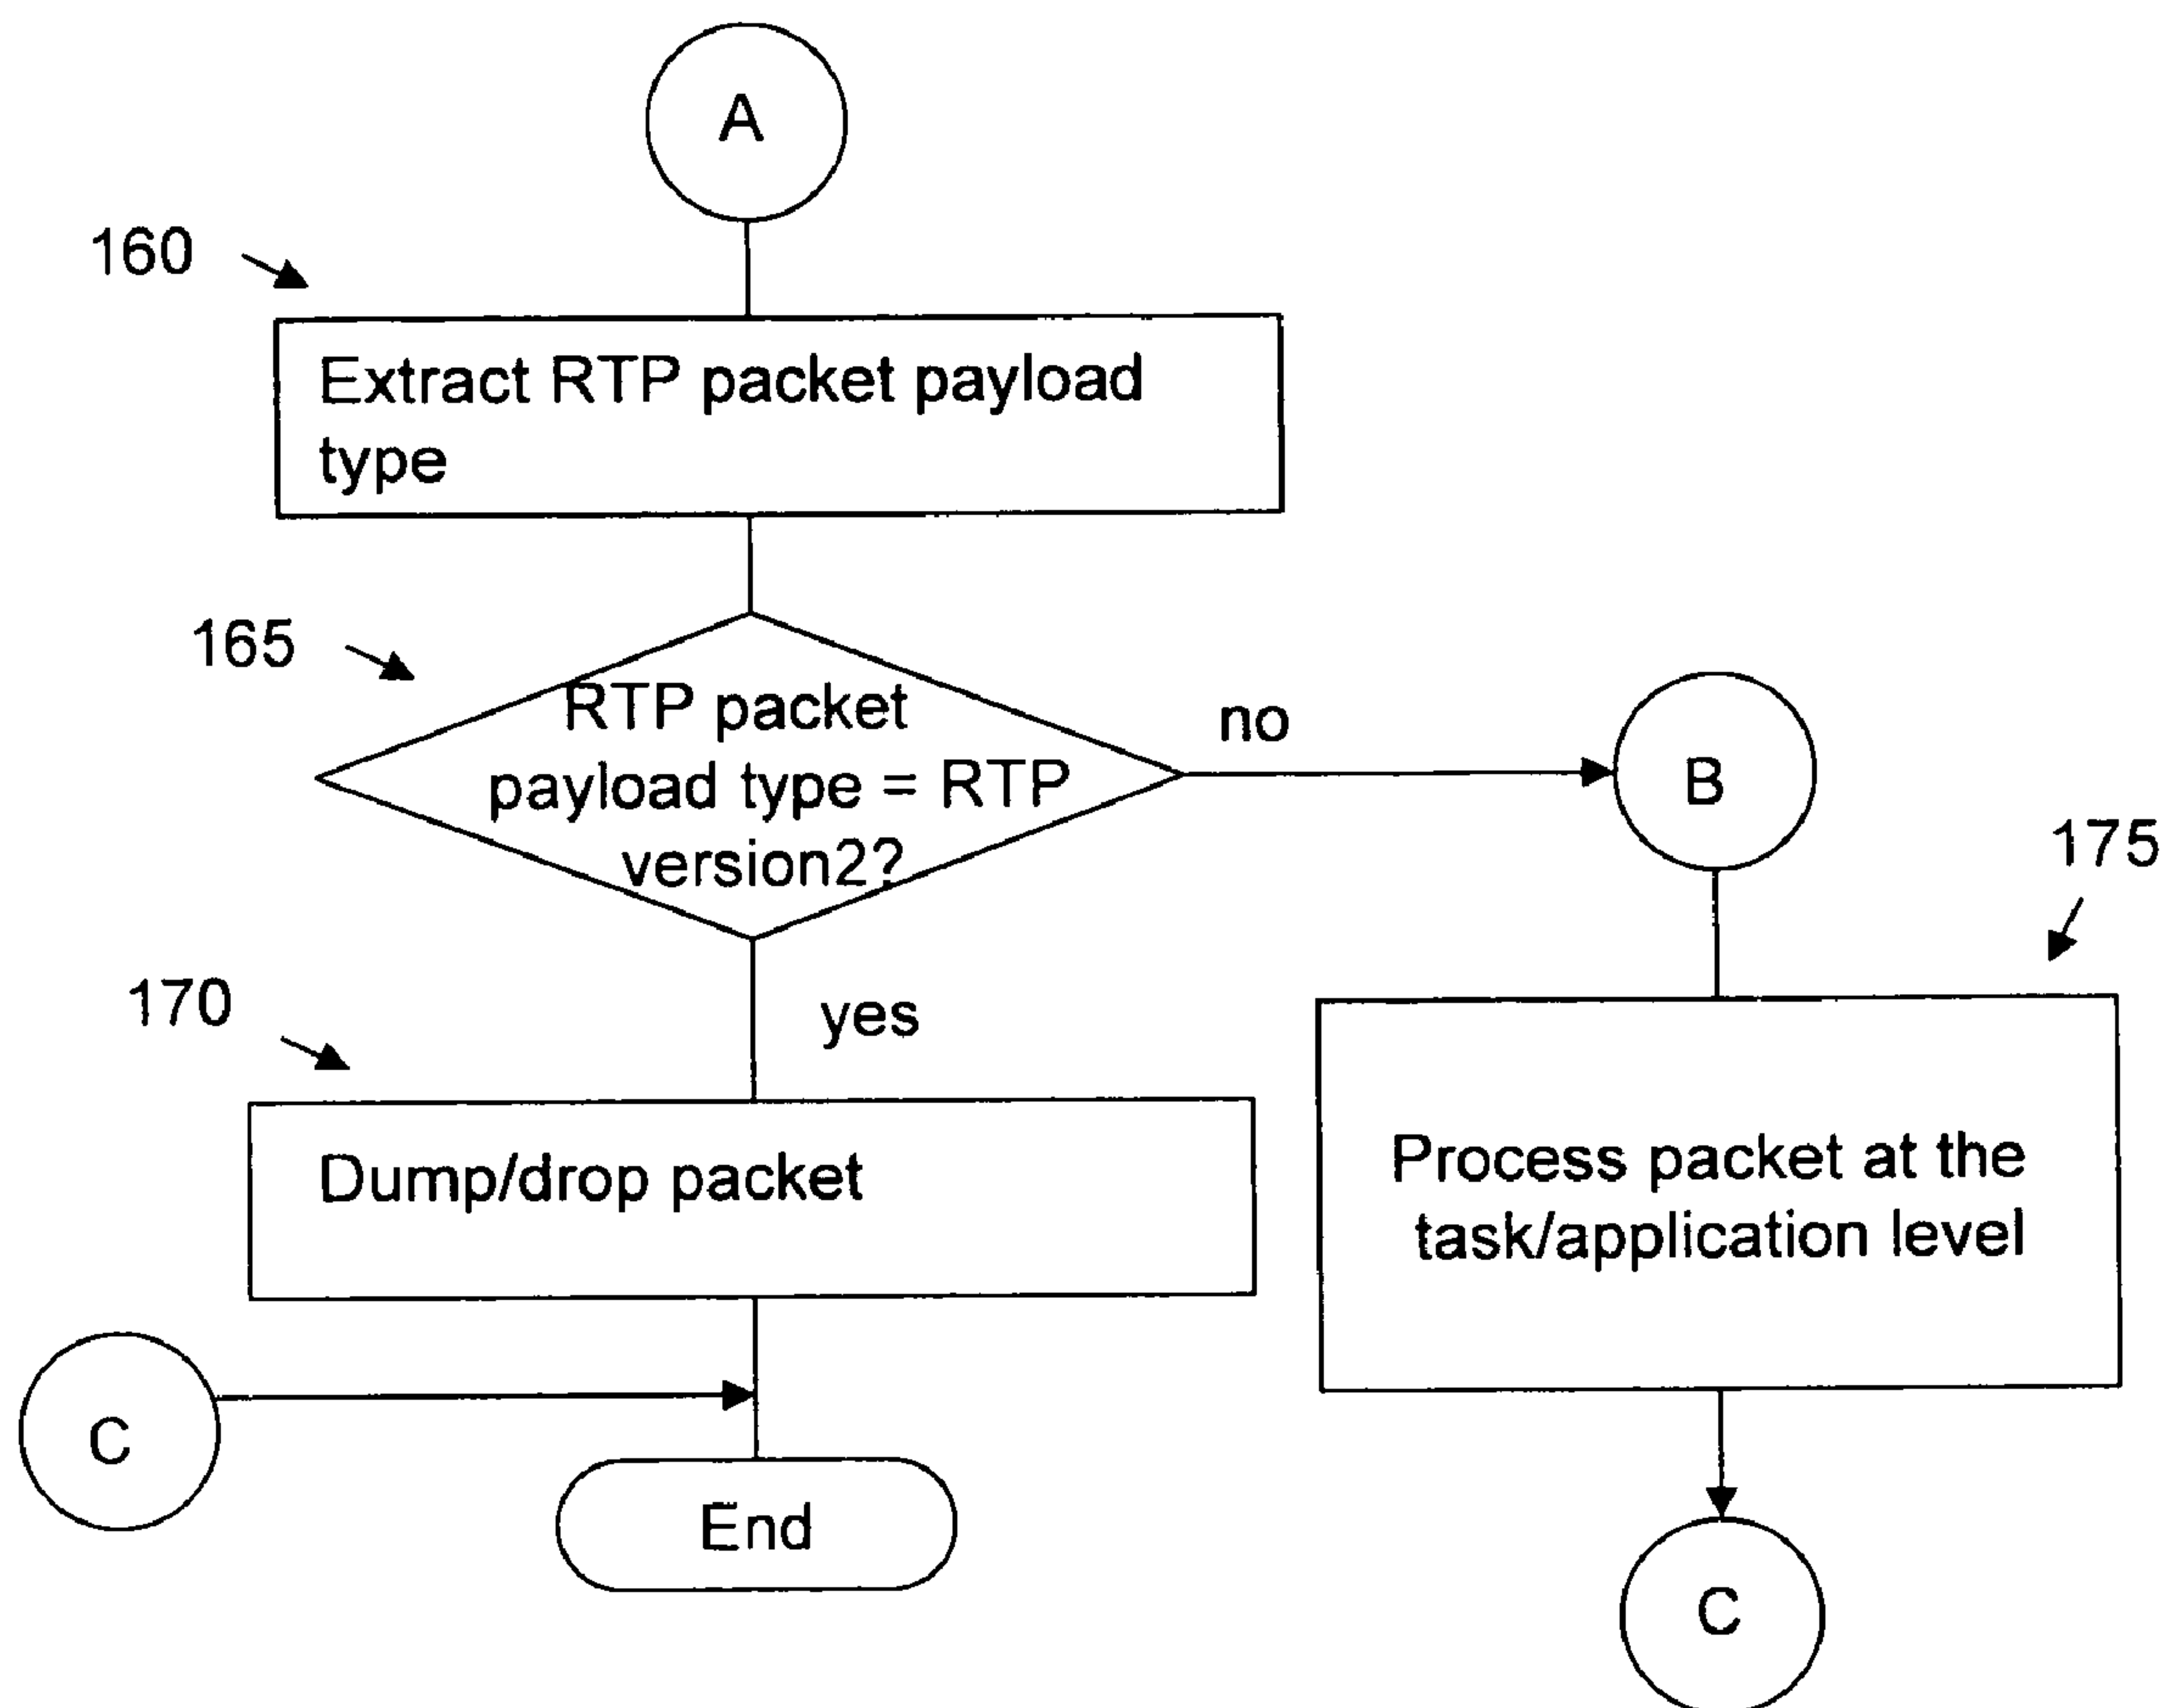 A
160
Extract RTP packet payload
type
165
RTP packet
payload type = RTP
version2?
no
B
175
170
yes
Dump/drop packet
Process packet at the
task/application level
C
End
C